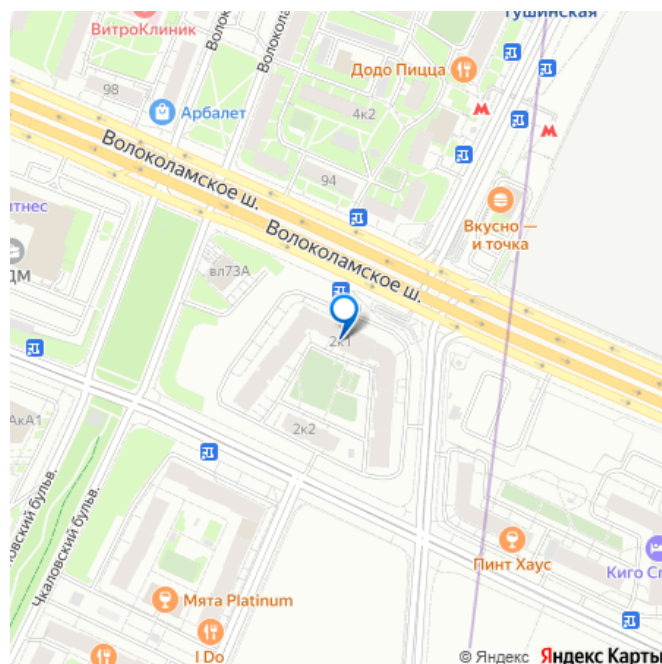 Тушинская
ВитроКлиник
Додо Пицца
98
Арбалет
4к2
94
Волоколамское ш.
Волоколамское ш.
Вкусно —
и точка
вл73А
2к1
2к2
Чкаловский бульв.
Пинт Хаус
Мята Platinum
I Do
© Яндекс Яндекс Карты